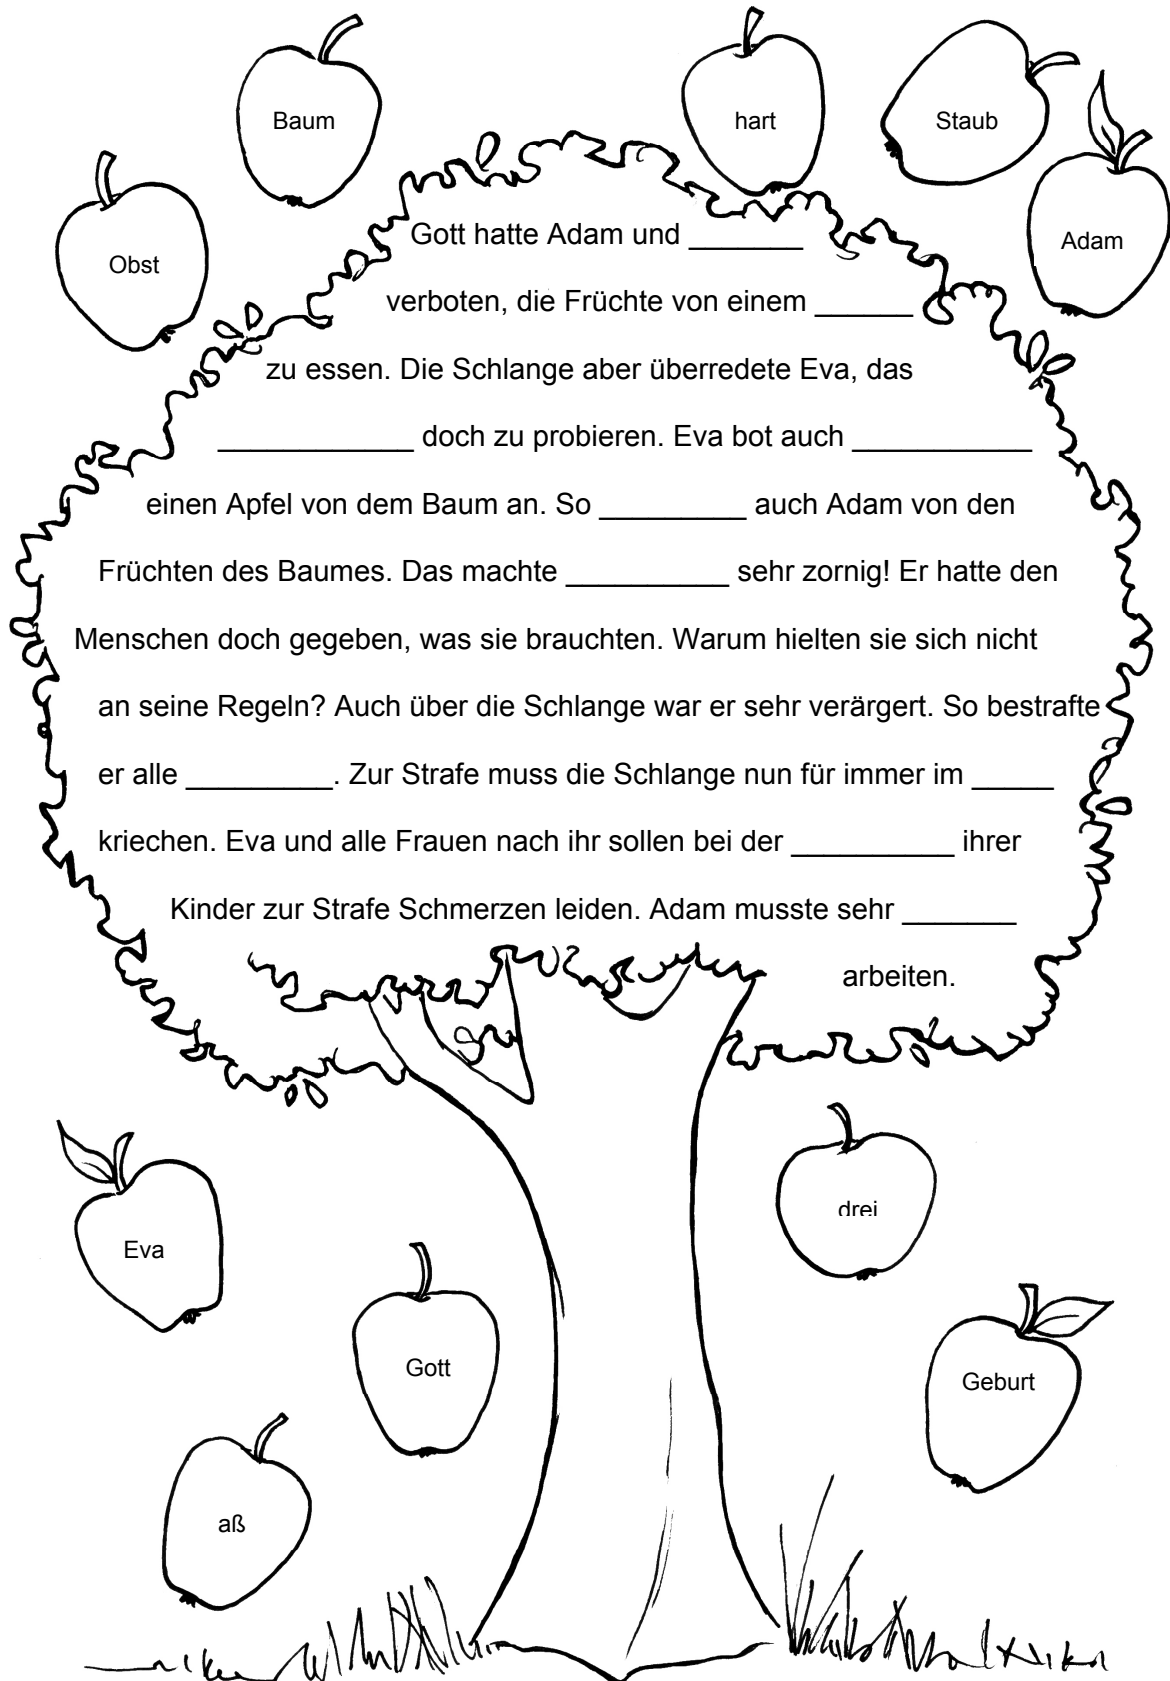 Baum
hart
Staub
Obst
Adam
Gott hatte Adam und _______
verboten, die Früchte von einem ______
zu essen. Die Schlange aber überredete Eva, das
____________ doch zu probieren. Eva bot auch ___________
einen Apfel von dem Baum an. So _________ auch Adam von den
Früchten des Baumes. Das machte __________ sehr zornig! Er hatte den
Menschen doch gegeben, was sie brauchten. Warum hielten sie sich nicht
an seine Regeln? Auch über die Schlange war er sehr verärgert. So bestrafte
er alle _________. Zur Strafe muss die Schlange nun für immer im _____
kriechen. Eva und alle Frauen nach ihr sollen bei der __________ ihrer
Kinder zur Strafe Schmerzen leiden. Adam musste sehr _______
arbeiten.
drei
Eva
Gott
Geburt
aß